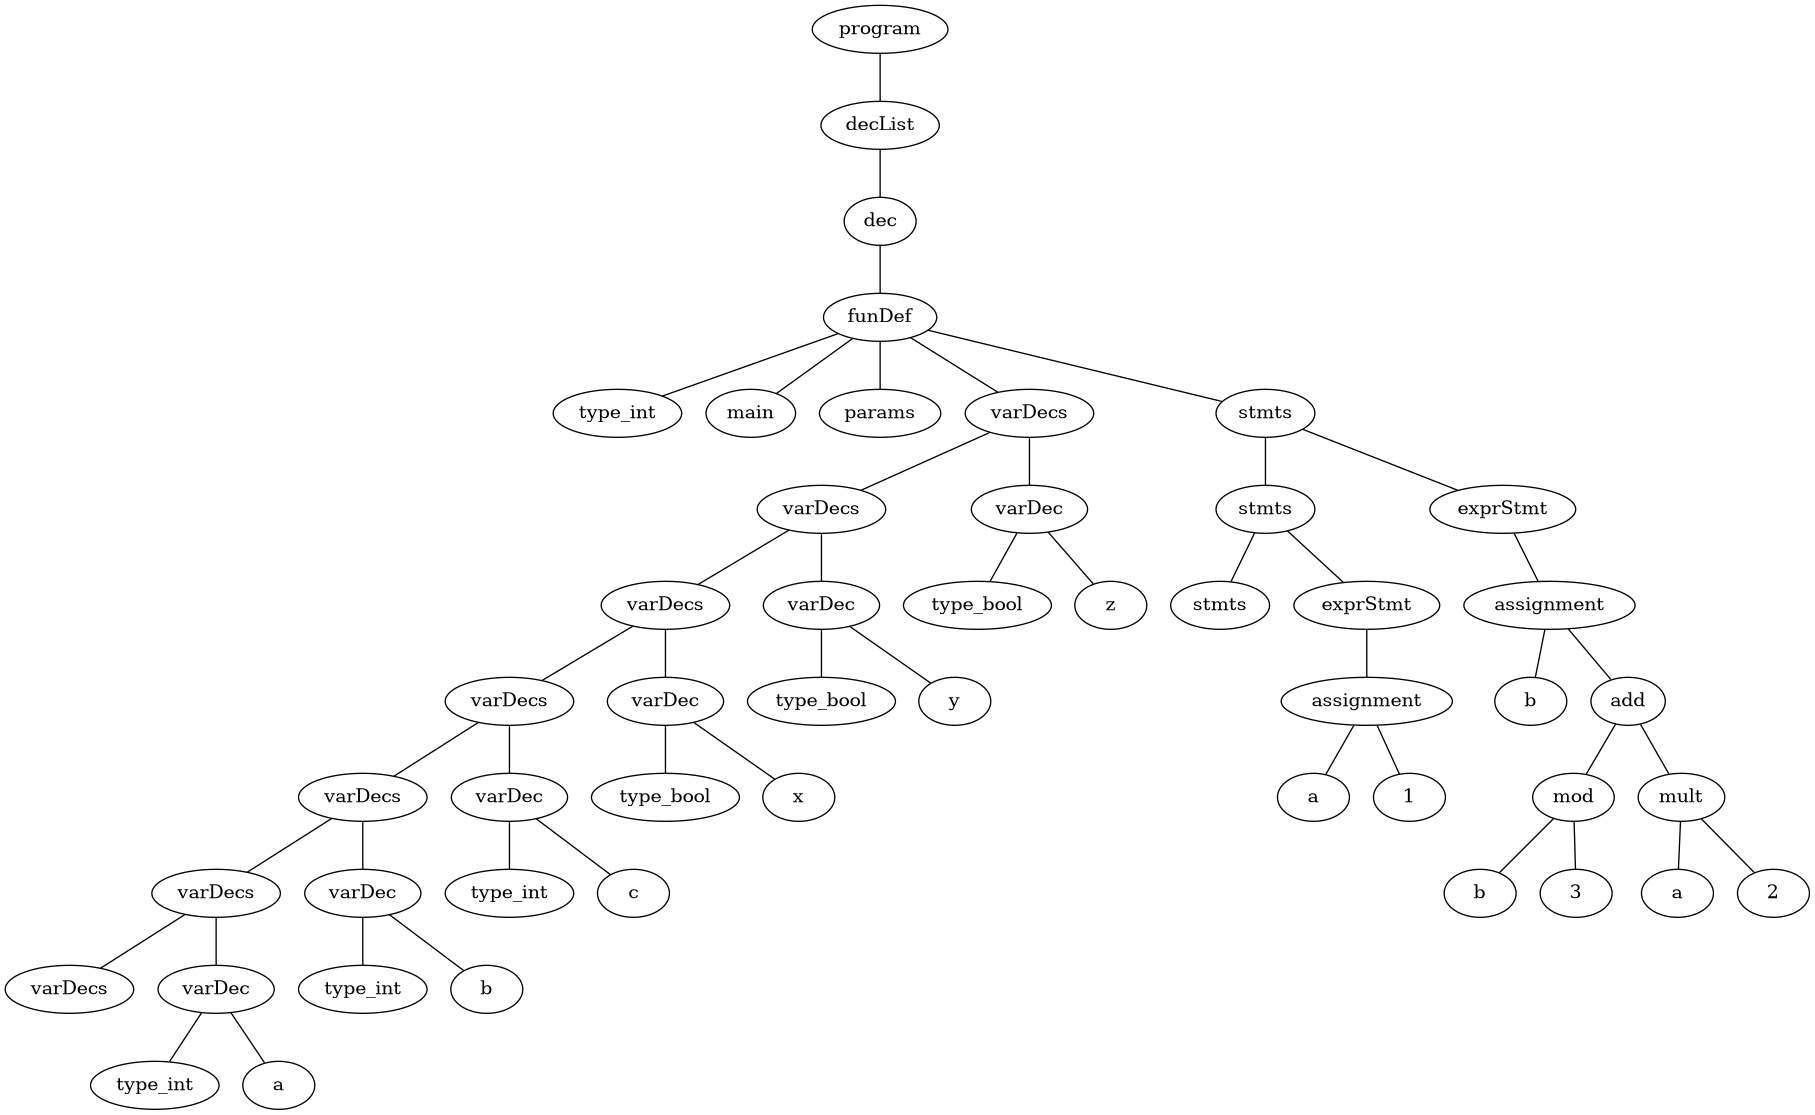 program
decList
dec
funDef
type_int main params varDecs stmts
varDecs varDec stmts exprStmt
varDecs varDec type_bool z stmts exprStmt assignment
varDecs varDec type_bool y assignment b add
varDecs varDec type_bool x a 1 mod mult
varDecs varDec type_int c b 3 a 2
varDecs varDec type_int b
type_int a